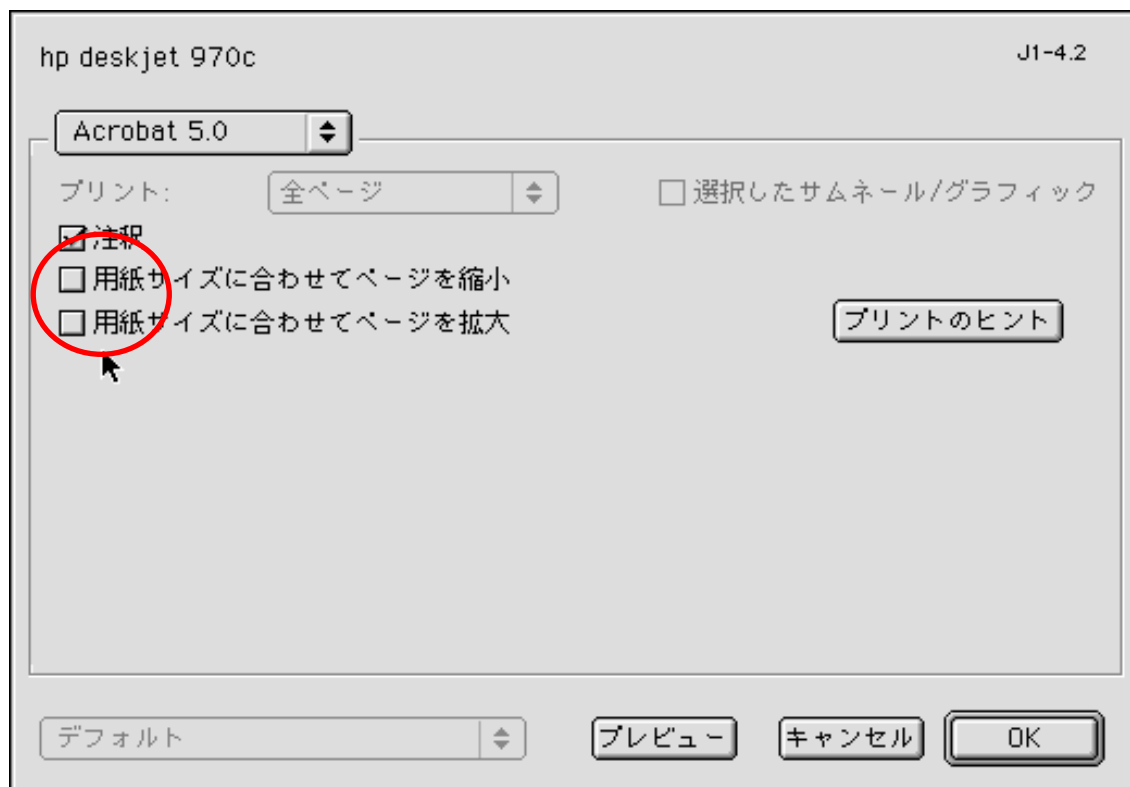 hp deskjet 970c J1-4.2
Acrobat 5.0
プリント: 全ページ 選択したサムネール/グラフィック
注釈
用紙サイズに合わせてページを縮小
用紙サイズに合わせてページを拡大
プリントのヒント
デフォルト プレビュー キャンセル OK